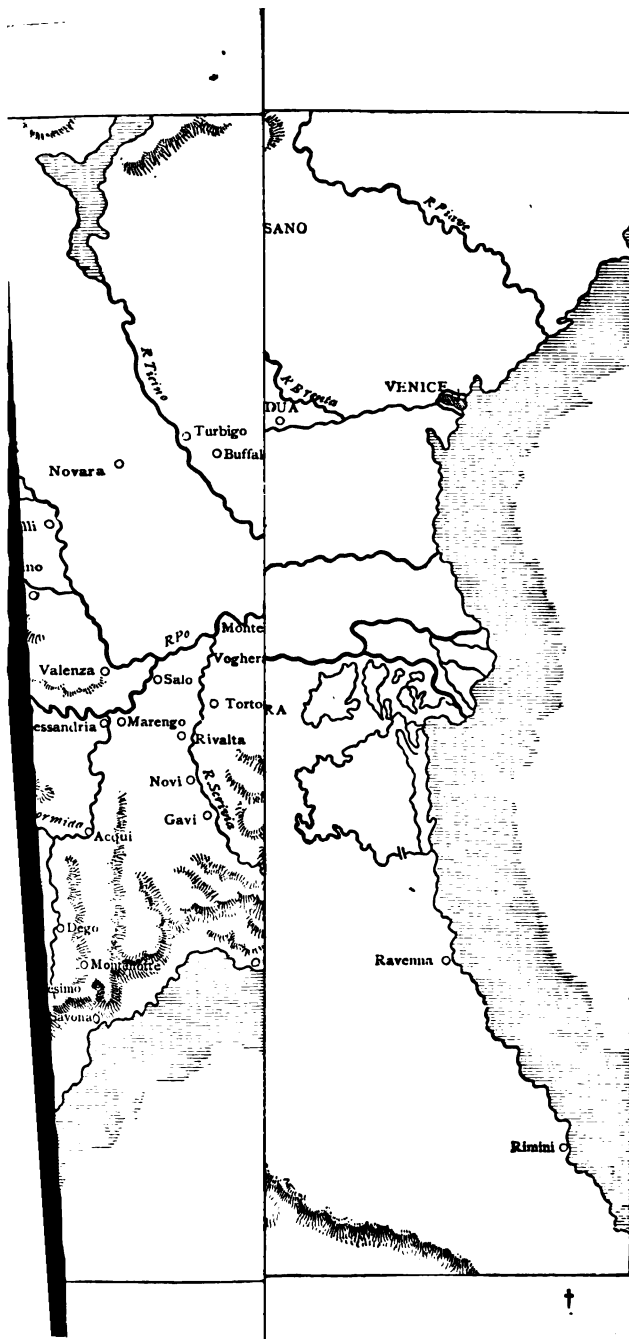 R Piave
SANO
R Ticino
R Brenta
VENICE
DUA
Turbigo
Buffal
Novara
lli
no
R PO
Monte
Valenza
Voghera
Salo
Torto
RA
essandria
Marengo
Rivalta
Novi
R. Scrivia
ormida
Gavi
Acqui
Dego
Montenotte
Ravenna
esimo
Savona
Rimini
†